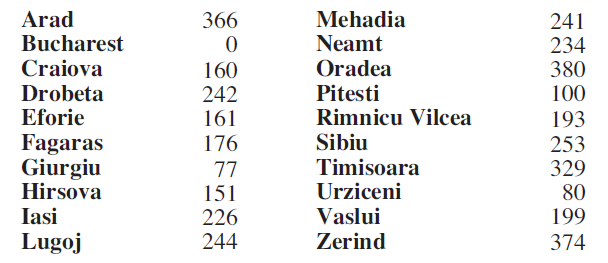 Arad 366 Mehadia 241
Bucharest 0 Neamt 234
Craiova 160 Oradea 380
Drobeta 242 Pitesti 100
Eforie 161 Rimnicu Vilcea 193
Fagaras 176 Sibiu 253
Giurgiu 77 Timisoara 329
Hirsova 151 Urziceni 80
Iasi 226 Vaslui 199
Lugoj 244 Zerind 374